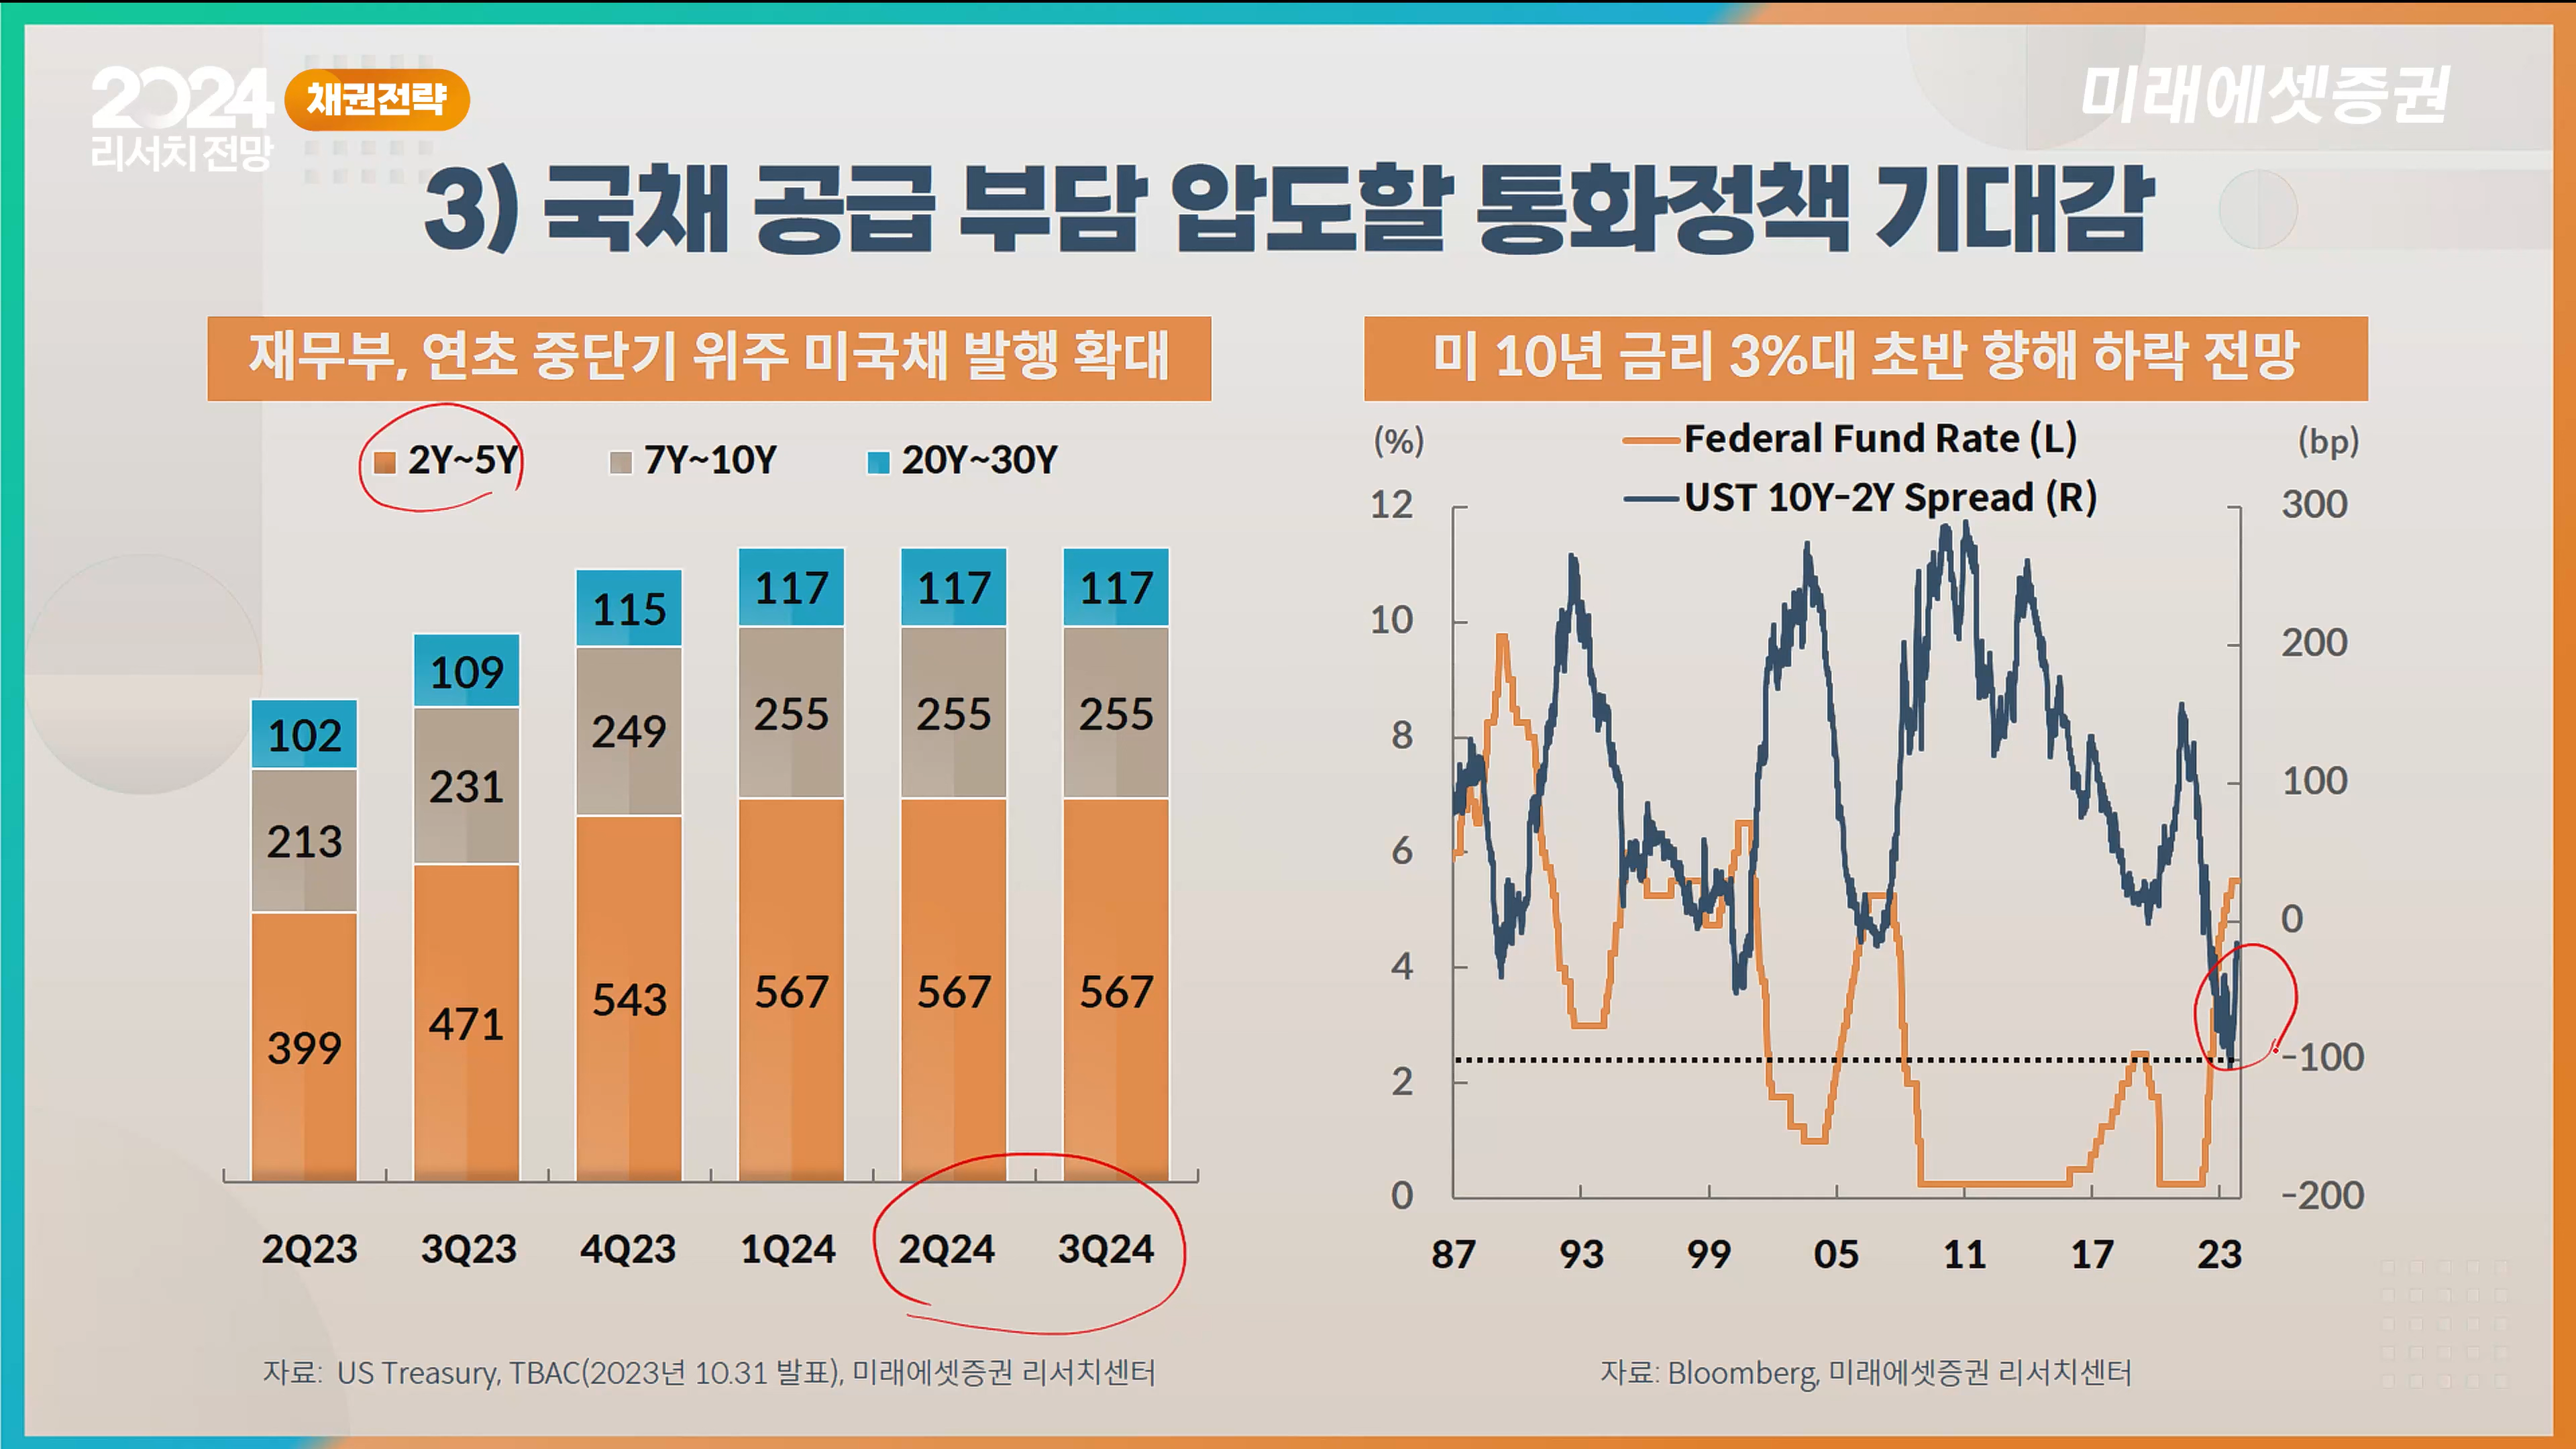 2024
리서치 전망
채권전략
미래에셋증권
3) 국채 공급 부담 압도할 통화정책 기대감
재무부, 연초 중단기 위주 미국채 발행 확대
2Y~5Y 7Y~10Y 20Y~30Y
102 109 115 117 117 117
213 231 249 255 255 255
399 471 543 567 567 567
2Q23 3Q23 4Q23 1Q24 2Q24 3Q24
자료: US Treasury, TBAC(2023년 10.31 발표), 미래에셋증권 리서치센터
미 10년 금리 3%대 초반 향해 하락 전망
(%) Federal Fund Rate (L) (bp)
UST 10Y-2Y Spread (R)
12
10
8
6
4
2
0
300
200
100
0
-100
-200
87 93 99 05 11 17 23
자료: Bloomberg, 미래에셋증권 리서치센터